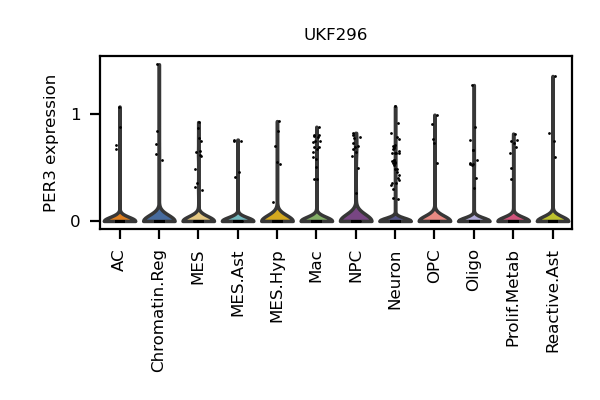 UKF296
PER3 expression
1
0
AC
Chromatin.Reg
MES
MES.Ast
MES.Hyp
Mac
NPC
Neuron
OPC
Oligo
Prolif.Metab
Reactive.Ast